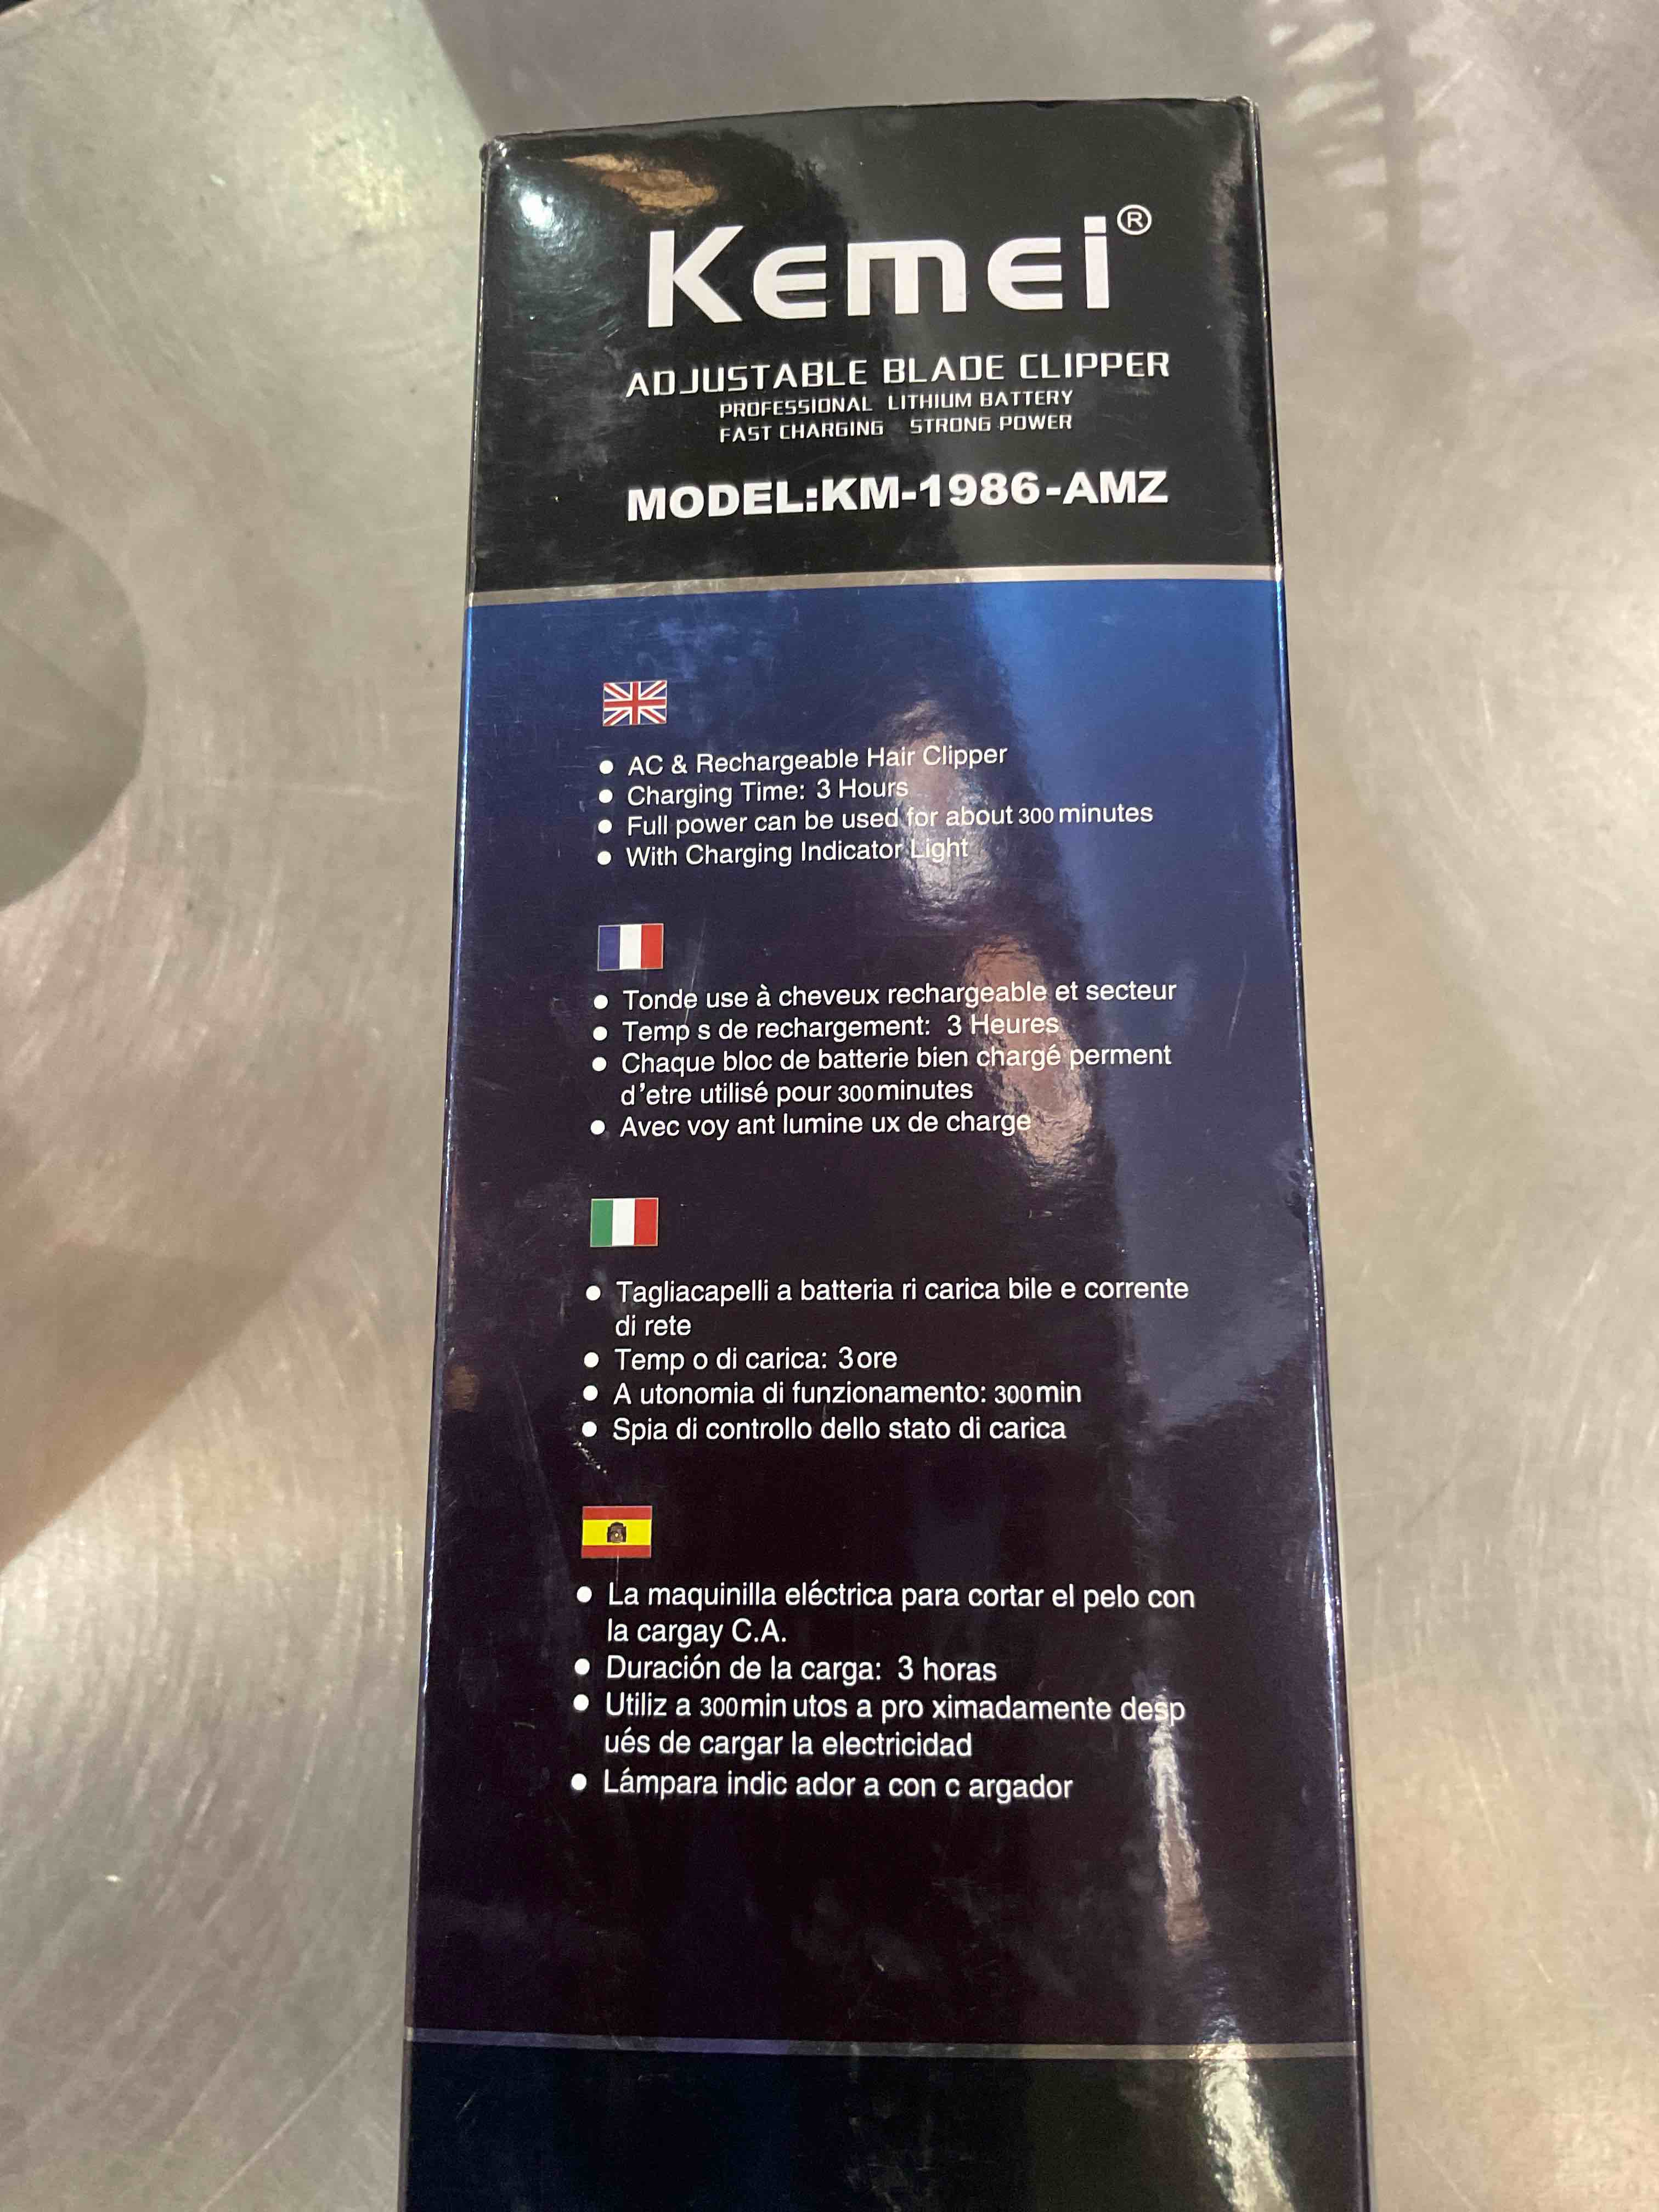 Kemei®
ADJUSTABLE BLADE CLIPPER
PROFESSIONAL LITHIUM BATTERY
FAST CHARGING STRONG POWER
MODEL:KM-1986-AMZ
● AC & Rechargeable Hair Clipper
● Charging Time: 3 Hours
● Full power can be used for about 300 minutes
● With Charging Indicator Light
● Tonde use à cheveux rechargeable et secteur
● Temp s de rechargement: 3 Heures
● Chaque bloc de batterie bien chargé perment
d'etre utilisé pour 300 minutes
● Avec voy ant lumine ux de charge
● Tagliacapelli a batteria ri carica bile e corrente
di rete
● Temp o di carica: 3 ore
● A utonomia di funzionamento: 300 min
● Spia di controllo dello stato di carica
● La maquinilla eléctrica para cortar el pelo con
la cargay C.A.
● Duración de la carga: 3 horas
● Utiliz a 300 min utos a pro ximadamente desp
ués de cargar la electricidad
● Lámpara indic ador a con c argador